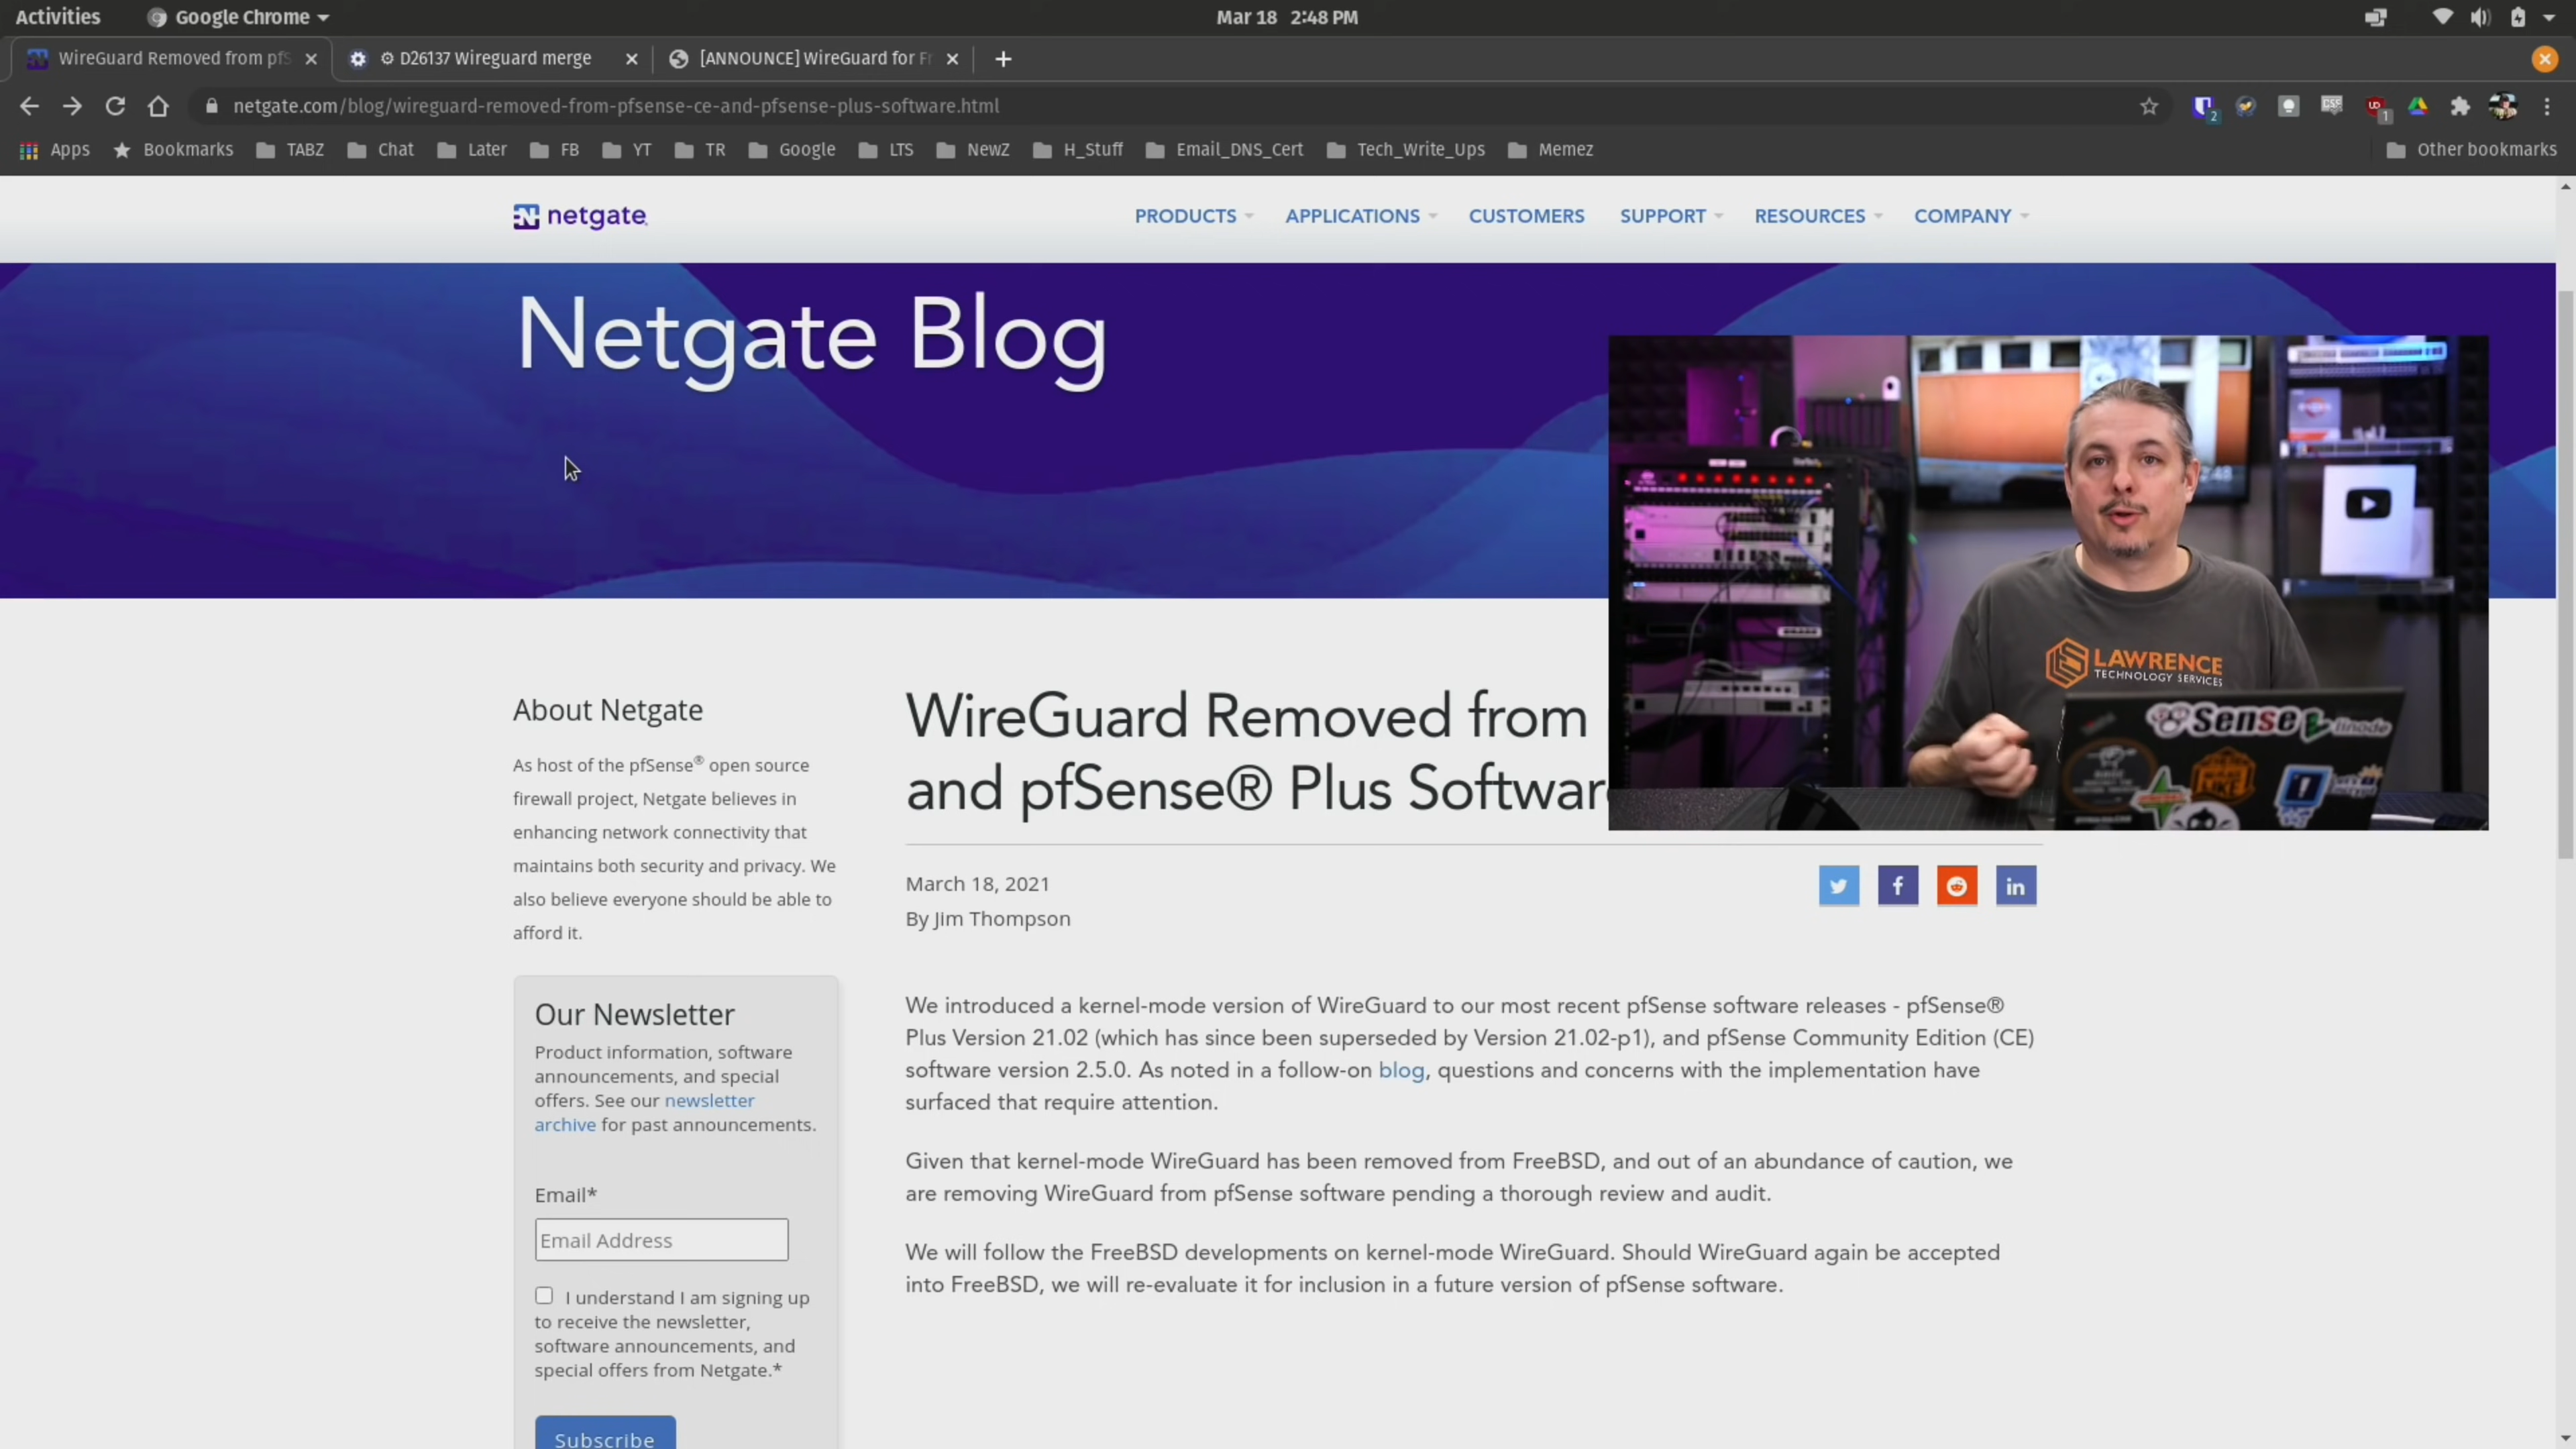 Activities
Google Chrome
Mar 18 2:48 PM
WireGuard Removed from pfS
D26137 Wireguard merge
[ANNOUNCE] WireGuard for Fr
netgate.com/blog/wireguard-removed-from-pfsense-ce-and-pfsense-plus-software.html
2
1
Apps
Bookmarks
TABZ
Chat
Later
FB
YT
TR
Google
LTS
NewZ
H_Stuff
Email_DNS_Cert
Tech_Write_Ups
Memez
Other bookmarks
netgate
PRODUCTS
APPLICATIONS
CUSTOMERS
SUPPORT
RESOURCES
COMPANY
Netgate Blog
LAWRENCE
TECHNOLOGY SERVICES
Sense
linode
About Netgate
As host of the pfSense® open source
firewall project, Netgate believes in
enhancing network connectivity that
maintains both security and privacy. We
also believe everyone should be able to
afford it.
Our Newsletter
Product information, software
announcements, and special
offers. See our newsletter
archive for past announcements.
Email*
Email Address
I understand I am signing up
to receive the newsletter,
software announcements, and
special offers from Netgate.*
Subscribe
WireGuard Removed from
and pfSense® Plus Softwar
March 18, 2021
By Jim Thompson
We introduced a kernel-mode version of WireGuard to our most recent pfSense software releases - pfSense®
Plus Version 21.02 (which has since been superseded by Version 21.02-p1), and pfSense Community Edition (CE)
software version 2.5.0. As noted in a follow-on blog, questions and concerns with the implementation have
surfaced that require attention.
Given that kernel-mode WireGuard has been removed from FreeBSD, and out of an abundance of caution, we
are removing WireGuard from pfSense software pending a thorough review and audit.
We will follow the FreeBSD developments on kernel-mode WireGuard. Should WireGuard again be accepted
into FreeBSD, we will re-evaluate it for inclusion in a future version of pfSense software.